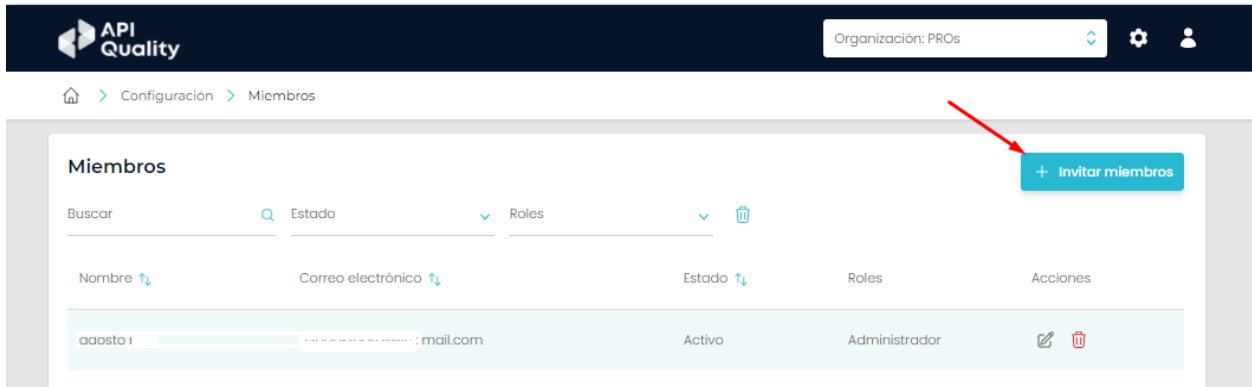 API
Quality
Organización: PROs
Configuración > Miembros
Miembros
+ Invitar miembros
Buscar Estado Roles
Nombre Correo electrónico Estado Roles Acciones
mail.com Activo Administrador